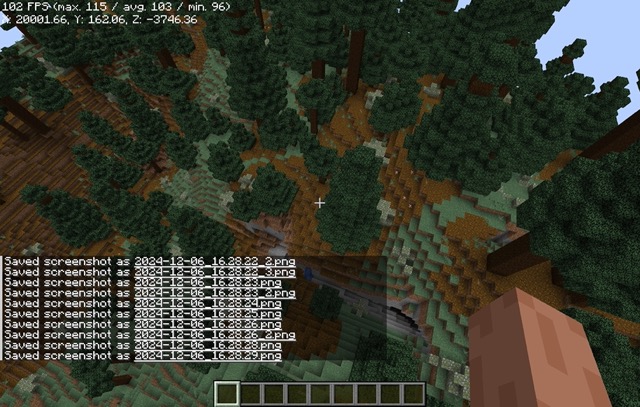 102 FPS (max. 115 / avg. 103 / min. 96)
X: 20001.66, Y: 162.06, Z: -3746.36
Saved screenshot as 2024-12-06_16.28.22_2.png
Saved screenshot as 2024-12-06_16.28.22_3.png
Saved screenshot as 2024-12-06_16.28.23.png
Saved screenshot as 2024-12-06_16.28.23_2.png
Saved screenshot as 2024-12-06_16.28.24.png
Saved screenshot as 2024-12-06_16.28.25.png
Saved screenshot as 2024-12-06_16.28.26.png
Saved screenshot as 2024-12-06_16.28.26_2.png
Saved screenshot as 2024-12-06_16.28.28.png
Saved screenshot as 2024-12-06_16.28.29.png